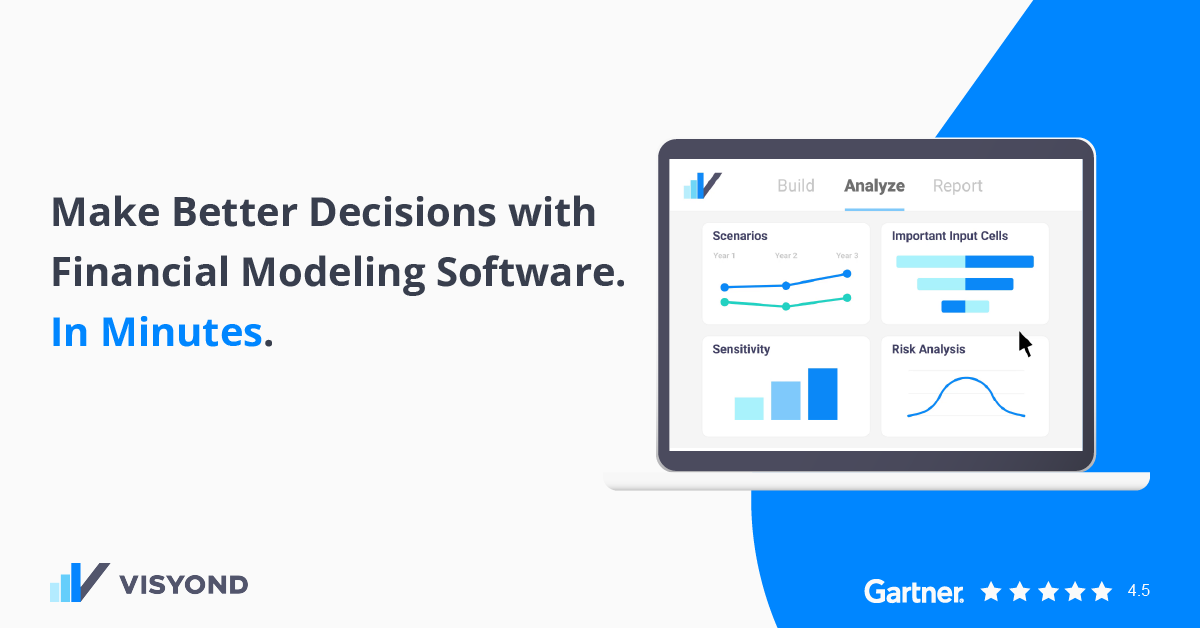 Make Better Decisions with
Financial Modeling Software.
In Minutes.
VISYOND
Build Analyze Report
Scenarios
Year 1 Year 2 Year 3
Important Input Cells
Sensitivity
Risk Analysis
Gartner. 4.5